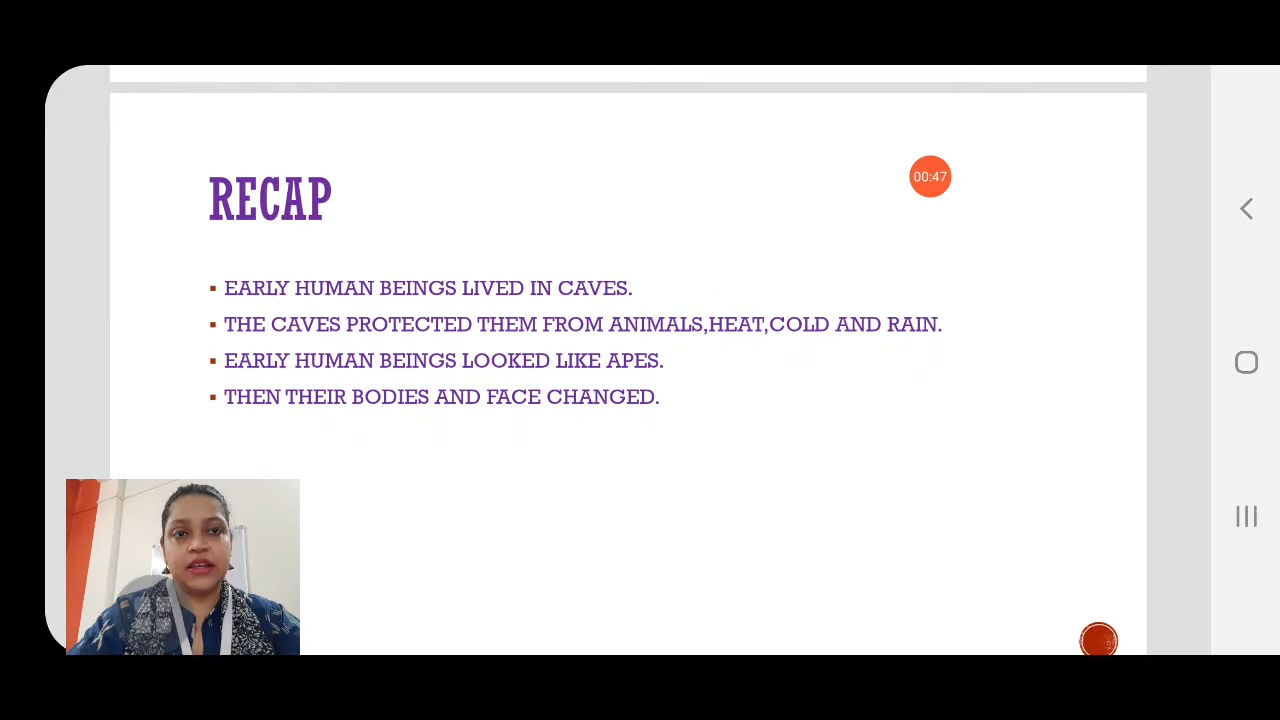 RECAP
00:47
EARLY HUMAN BEINGS LIVED IN CAVES.
THE CAVES PROTECTED THEM FROM ANIMALS,HEAT,COLD AND RAIN.
EARLY HUMAN BEINGS LOOKED LIKE APES.
THEN THEIR BODIES AND FACE CHANGED.